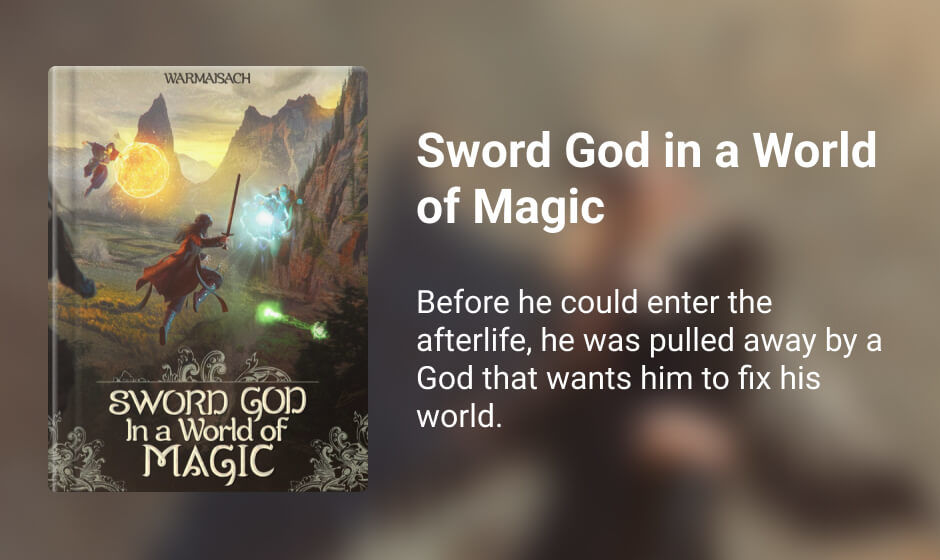 WARMAISACH
SWORD GOD
In a World of
MAGIC
Sword God in a World
of Magic
Before he could enter the
afterlife, he was pulled away by a
God that wants him to fix his
world.